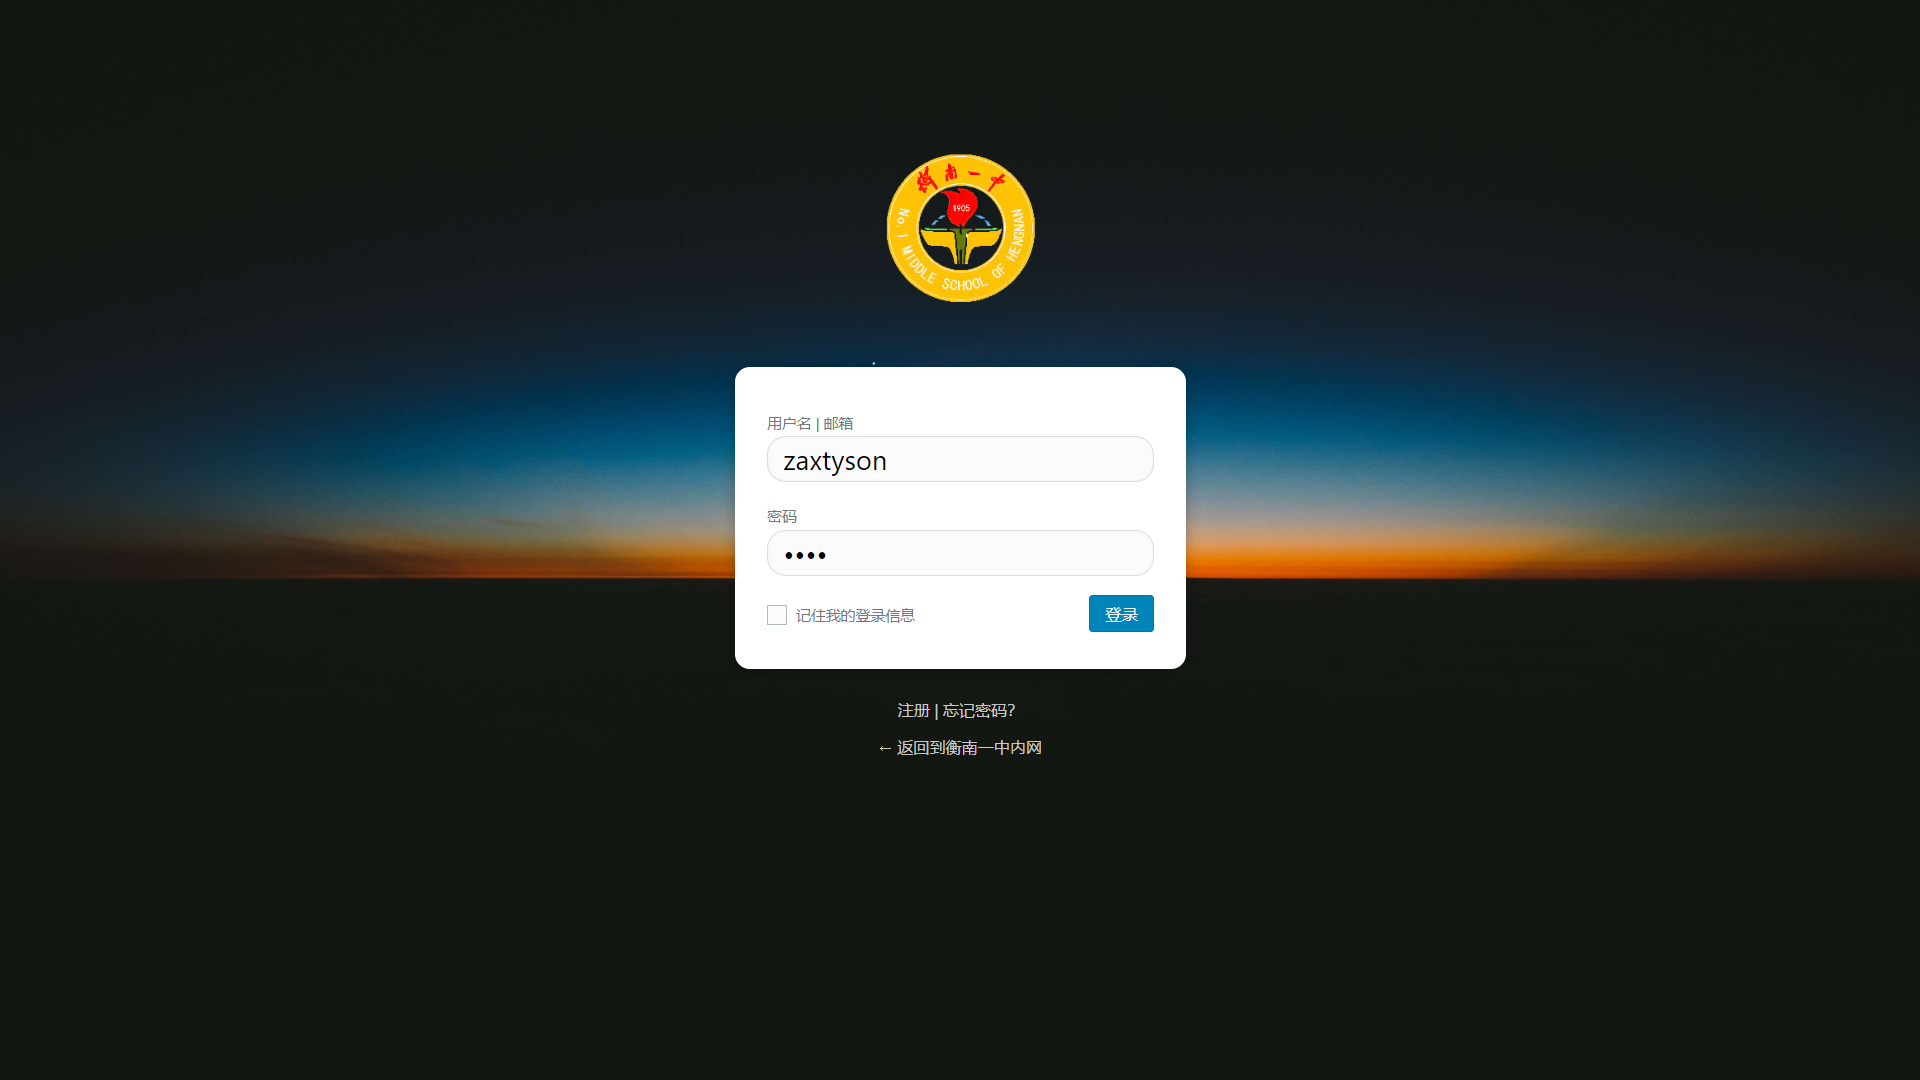 衡南一中
1905
No.1 MIDDLE SCHOOL OF HENGNAN
用户名 | 邮箱
zaxtyson
密码
••••
记住我的登录信息
登录
注册 | 忘记密码?
← 返回到衡南一中内网